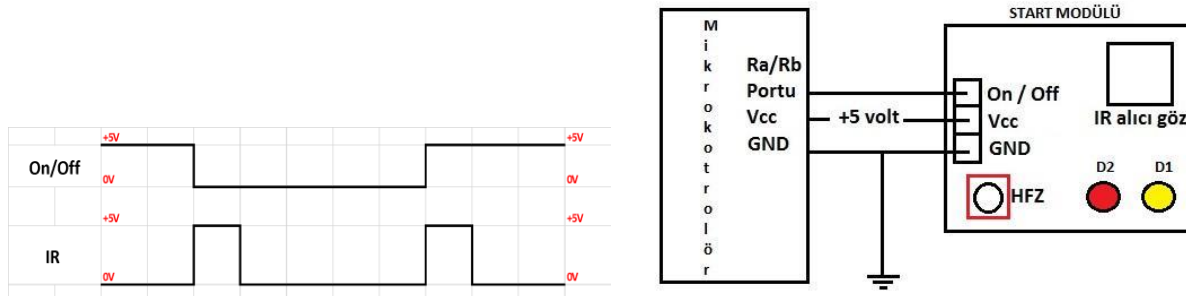 +5V
+5V
On/Off
0V
0V
+5V
+5V
IR
0V
0V
START MODÜLÜ
Mikrokotrolör
Ra/Rb
Portu
Vcc
GND
+5 volt
On / Off
Vcc
GND
IR alıcı göz
HFZ
D2
D1